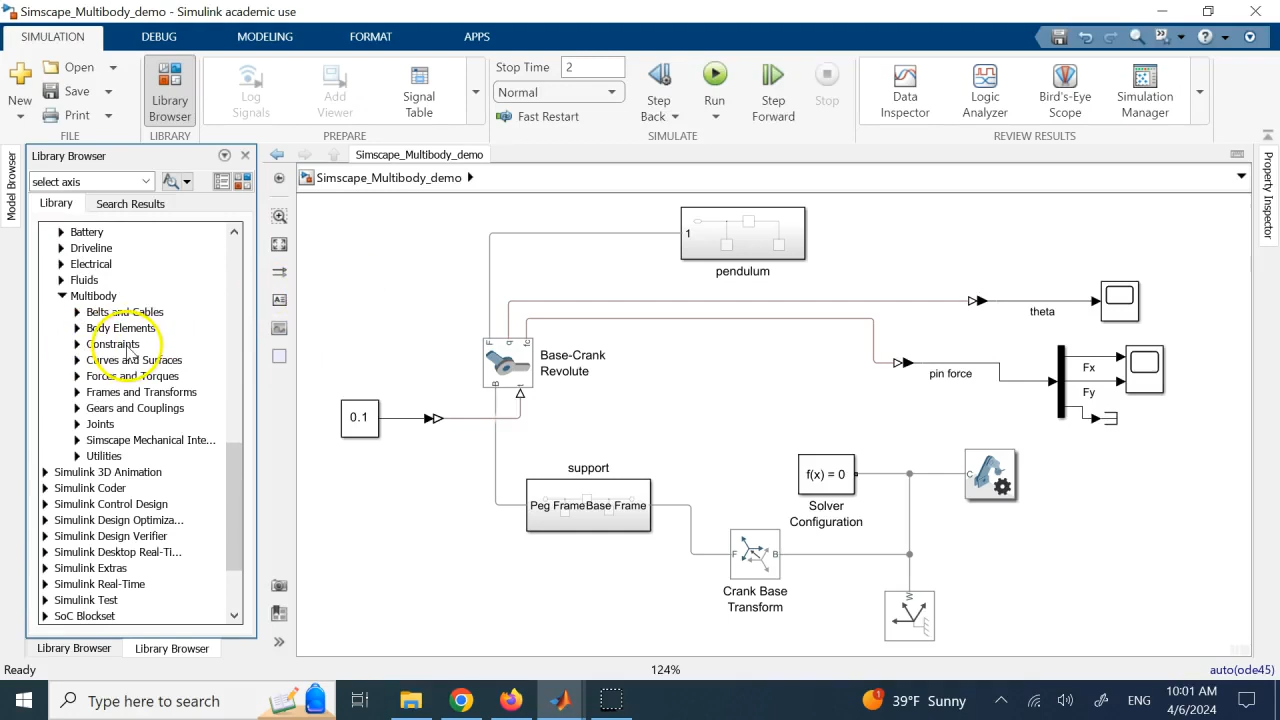 Simscape_Multibody_demo - Simulink academic use
SIMULATION DEBUG MODELING FORMAT APPS
New
Open
Save
Print
FILE
Library
Browser
LIBRARY
Log
Signals
Add
Viewer
Signal
Table
PREPARE
Stop Time 2
Normal
Fast Restart
Step
Back
Run
Step
Forward
Stop
SIMULATE
Data
Inspector
Logic
Analyzer
Bird's-Eye
Scope
Simulation
Manager
REVIEW RESULTS
Model Browser
Library Browser
select axis
Library Search Results
Battery
Driveline
Electrical
Fluids
Multibody
Belts and Cables
Body Elements
Constraints
Curves and Surfaces
Forces and Torques
Frames and Transforms
Gears and Couplings
Joints
Simscape Mechanical Inte...
Utilities
Simulink 3D Animation
Simulink Coder
Simulink Control Design
Simulink Design Optimiza...
Simulink Design Verifier
Simulink Desktop Real-Ti...
Simulink Extras
Simulink Real-Time
Simulink Test
SoC Blockset
Library Browser Library Browser
Simscape_Multibody_demo
Simscape_Multibody_demo
1
pendulum
theta
F q fc
Base-Crank
Revolute
B t
pin force
Fx
Fy
0.1
support
Peg Frame Base Frame
f(x) = 0
Solver
Configuration
C
F B
Crank Base
Transform
W
Property Inspector
Ready
124%
auto(ode45)
Type here to search
1
39°F Sunny
ENG
10:01 AM
4/6/2024